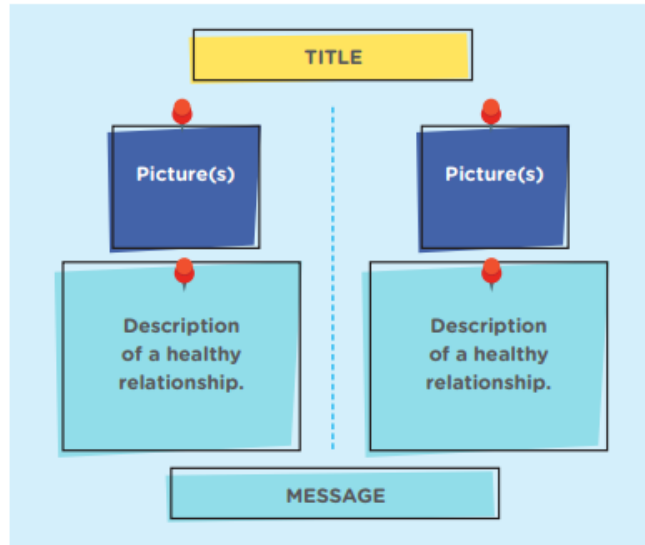 TITLE
Picture(s)
Picture(s)
Description
of a healthy
relationship.
Description
of a healthy
relationship.
MESSAGE